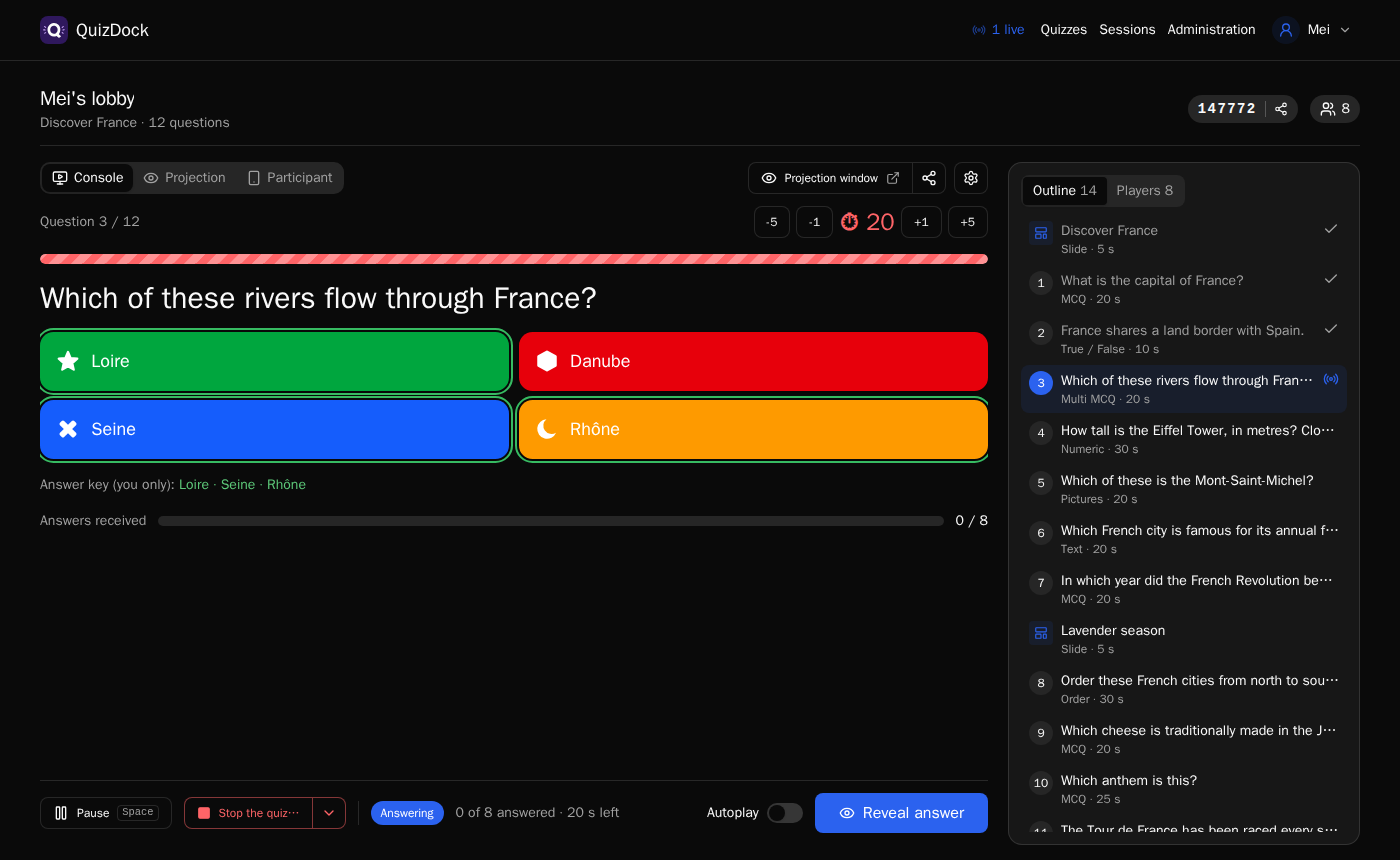 QuizDock
1 live Quizzes Sessions Administration Mei
Mei's lobby
Discover France · 12 questions
147772 8
Console Projection Participant
Projection window
Question 3 / 12
-5 -1 20 +1 +5
Which of these rivers flow through France?
Loire
Danube
Seine
Rhône
Answer key (you only): Loire · Seine · Rhône
Answers received 0 / 8
Pause Space
Stop the quiz···
Answering 0 of 8 answered · 20 s left
Autoplay
Reveal answer
Outline 14 Players 8
Discover France
Slide · 5 s
1 What is the capital of France?
MCQ · 20 s
2 France shares a land border with Spain.
True / False · 10 s
3 Which of these rivers flow through Fran···
Multi MCQ · 20 s
4 How tall is the Eiffel Tower, in metres? Clo···
Numeric · 30 s
5 Which of these is the Mont-Saint-Michel?
Pictures · 20 s
6 Which French city is famous for its annual f···
Text · 20 s
7 In which year did the French Revolution be···
MCQ · 20 s
Lavender season
Slide · 5 s
8 Order these French cities from north to sou···
Order · 30 s
9 Which cheese is traditionally made in the J···
MCQ · 20 s
10 Which anthem is this?
MCQ · 25 s
11 The Tour de France has been raced every s···